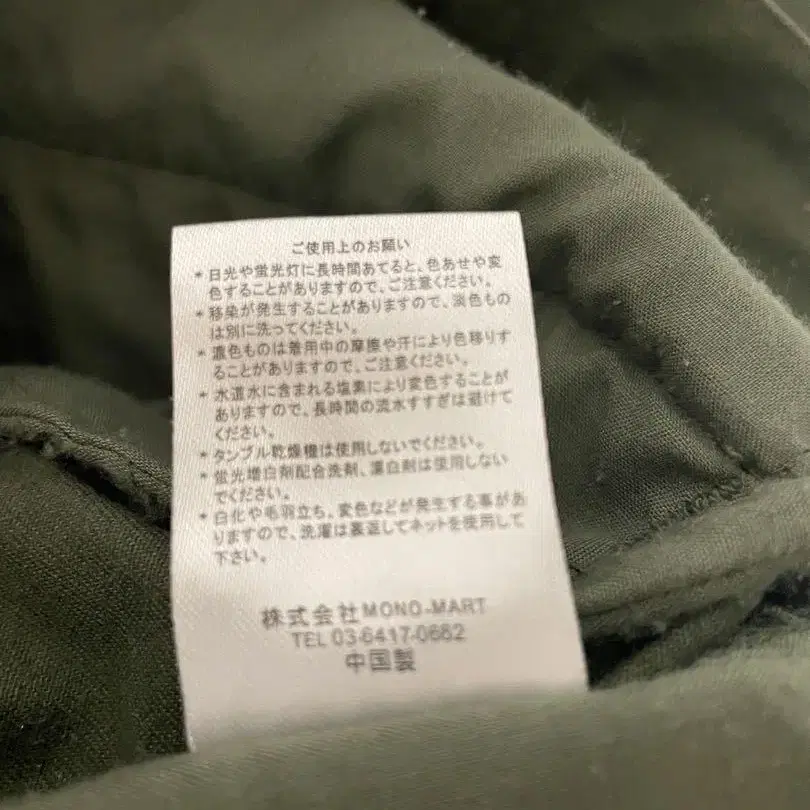 ご使用上のお願い
* 日光や蛍光灯に長時間あてると、色あせや変
色することがありますので、ご注意ください。
* 移染が発生することがありますので、淡色もの
は別に洗ってください。
* 濃色ものは着用中の摩擦や汗により色移りす
ることがありますので、ご注意ください。
* 水道水に含まれる塩素により変色することが
ありますので、長時間の流水すすぎは避けて
ください。
* タンブル乾燥機は使用しないでください。
* 蛍光増白剤配合洗剤、漂白剤は使用しない
でください。
* 白化や毛羽立ち、変色などが発生する事があ
りますので、洗濯は裏返してネットを使用して
下さい。
株式会社MONO-MART
TEL 03-6417-0682
中国製